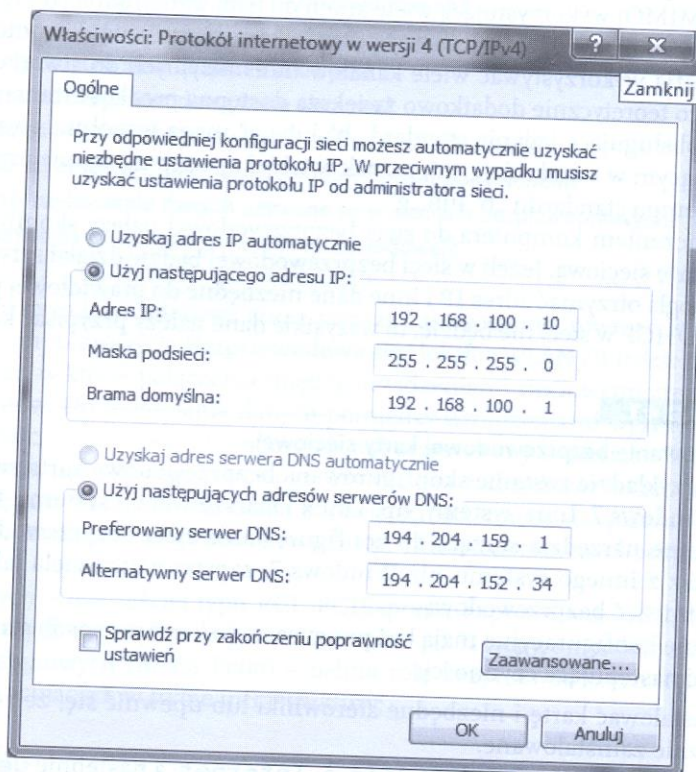 Właściwości: Protokół internetowy w wersji 4 (TCP/IPv4)
Zamknij
Ogólne
Przy odpowiedniej konfiguracji sieci możesz automatycznie uzyskać
niezbędne ustawienia protokołu IP. W przeciwnym wypadku musisz
uzyskać ustawienia protokołu IP od administratora sieci.
Uzyskaj adres IP automatycznie
Użyj następującego adresu IP:
Adres IP: 192 . 168 . 100 . 10
Maska podsieci: 255 . 255 . 255 . 0
Brama domyślna: 192 . 168 . 100 . 1
Uzyskaj adres serwera DNS automatycznie
Użyj następujących adresów serwerów DNS:
Preferowany serwer DNS: 194 . 204 . 159 . 1
Alternatywny serwer DNS: 194 . 204 . 152 . 34
Sprawdź przy zakończeniu poprawność
ustawień
Zaawansowane...
OK
Anuluj